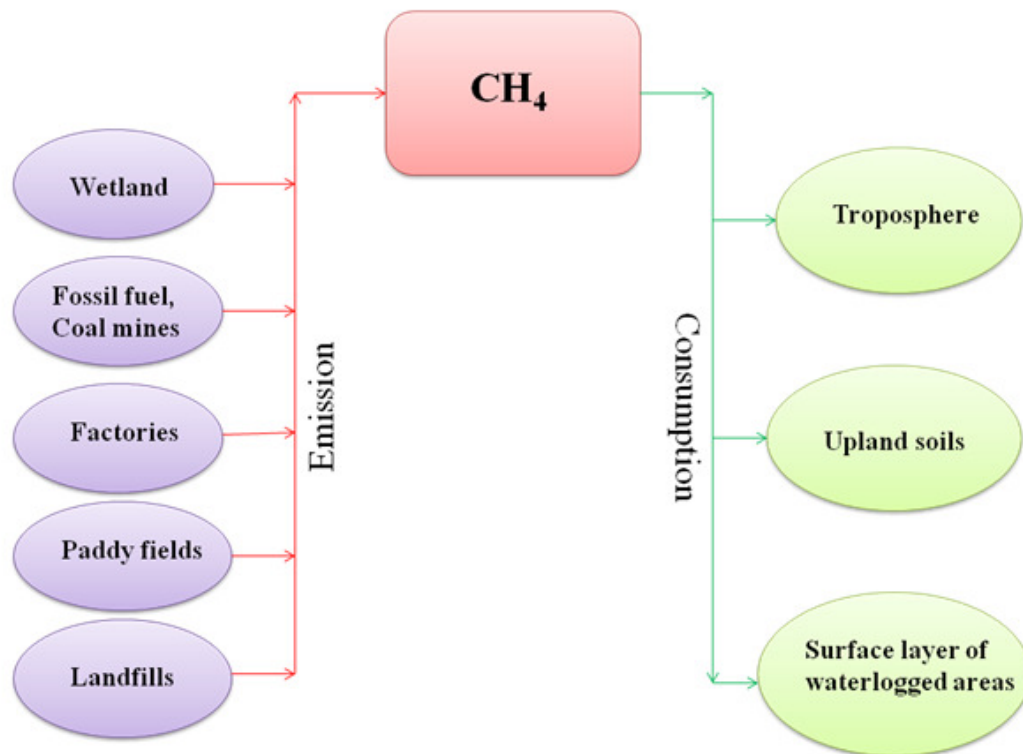 CH₄
Wetland
Fossil fuel,
Coal mines
Factories
Paddy fields
Landfills
Emission
Consumption
Troposphere
Upland soils
Surface layer of
waterlogged areas